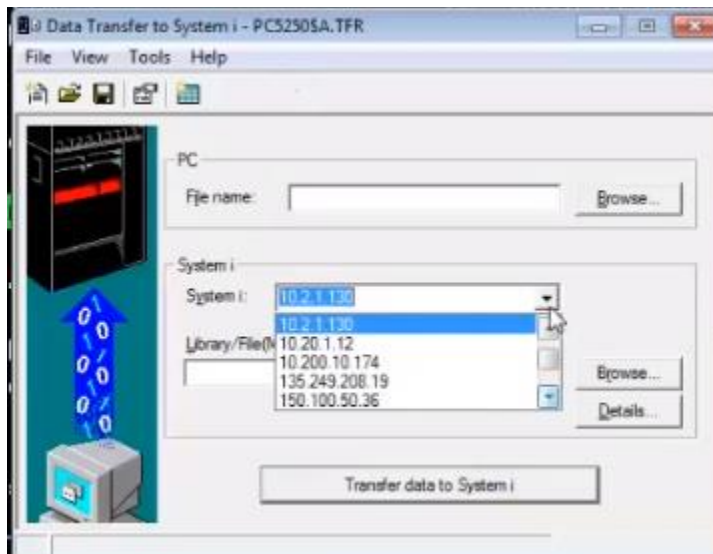 Data Transfer to System i - PC5250SA.TFR
File View Tools Help
PC
File name:
Browse...
System i
System i: 10.2.1.130
10.2.1.130
10.20.1.12
Library/File(M
10.200.10.174
135.249.208.19
Browse...
150.100.50.36
Details...
Transfer data to System i